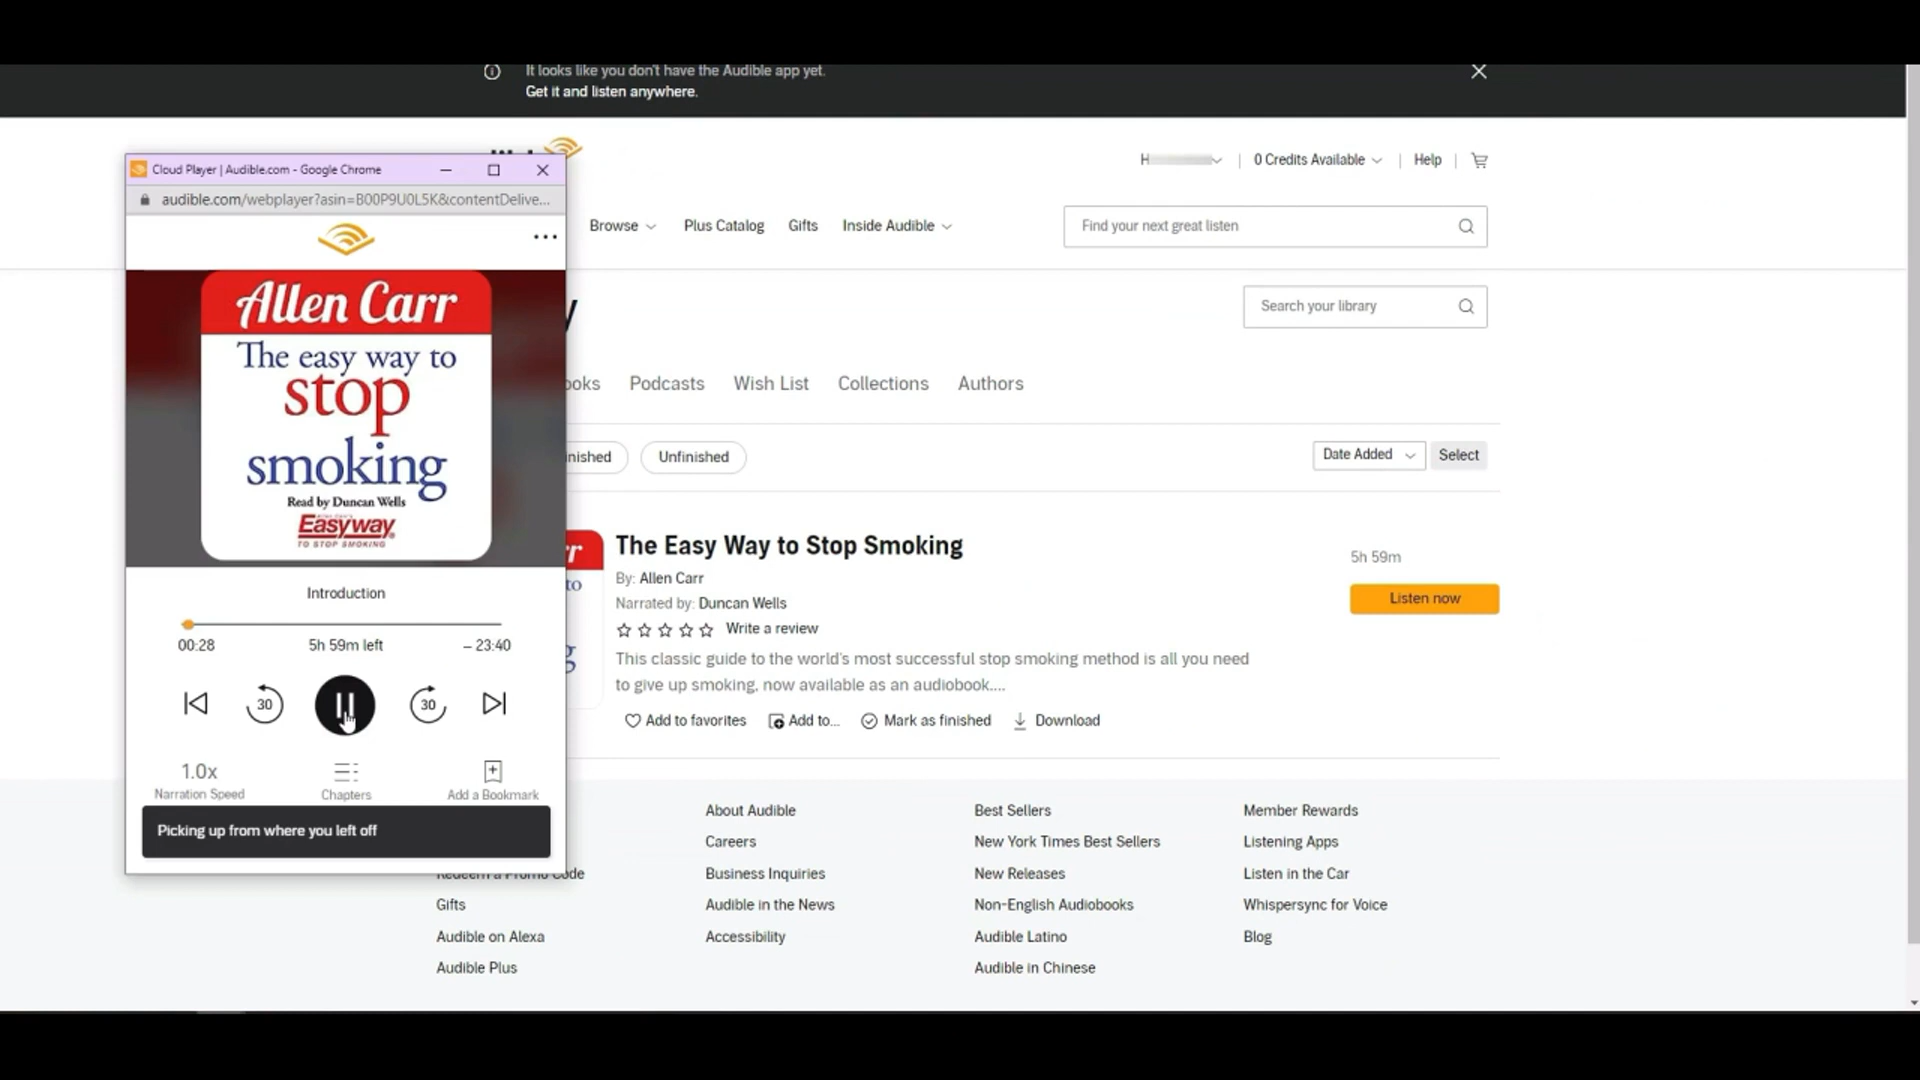 It looks like you don't have the Audible app yet.
Get it and listen anywhere.
Cloud Player | Audible.com - Google Chrome
audible.com/webplayer?asin=B00P9U0L5K&contentDelive...
H
0 Credits Available
Help
Browse
Plus Catalog
Gifts
Inside Audible
Find your next great listen
Search your library
Allen Carr
The easy way to
stop
smoking
Read by Duncan Wells
Easyway
TO STOP SMOKING
Podcasts
Wish List
Collections
Authors
Unfinished
Date Added
Select
Introduction
00:28
5h 59m left
– 23:40
30
30
1.0x
Narration Speed
Chapters
Add a Bookmark
Picking up from where you left off
The Easy Way to Stop Smoking
By: Allen Carr
Narrated by: Duncan Wells
Write a review
This classic guide to the world's most successful stop smoking method is all you need
to give up smoking, now available as an audiobook....
Add to favorites
Add to...
Mark as finished
Download
5h 59m
Listen now
Redeem a Promo Code
Gifts
Audible on Alexa
Audible Plus
About Audible
Careers
Business Inquiries
Audible in the News
Accessibility
Best Sellers
New York Times Best Sellers
New Releases
Non-English Audiobooks
Audible Latino
Audible in Chinese
Member Rewards
Listening Apps
Listen in the Car
Whispersync for Voice
Blog